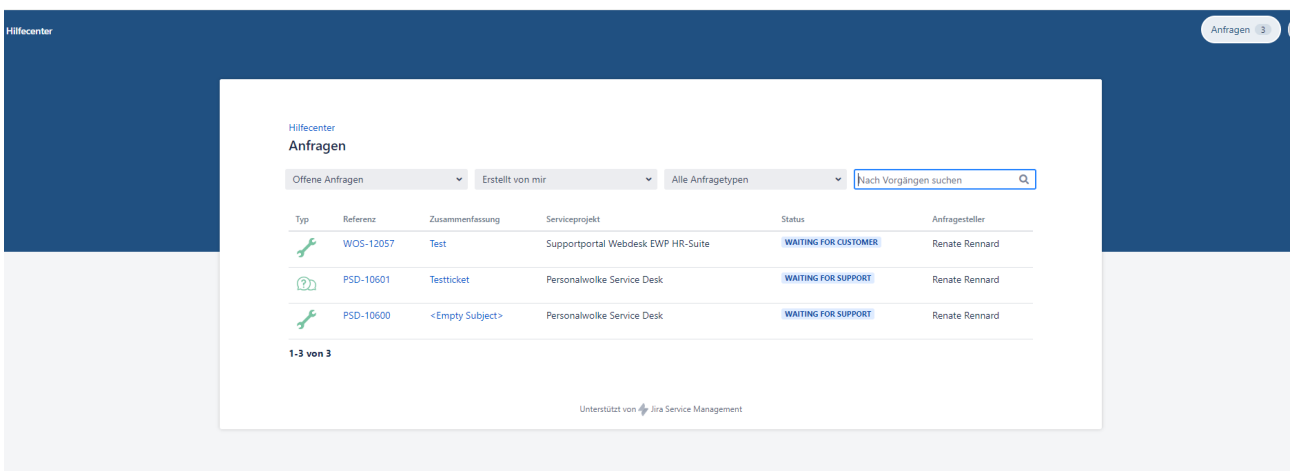 Hilfecenter
Anfragen 3
Hilfecenter
Anfragen
Offene Anfragen Erstellt von mir Alle Anfragetypen Nach Vorgängen suchen
Typ Referenz Zusammenfassung Serviceprojekt Status Anfragesteller
WOS-12057 Test Supportportal Webdesk EWP HR-Suite WAITING FOR CUSTOMER Renate Rennard
PSD-10601 Testticket Personalwolke Service Desk WAITING FOR SUPPORT Renate Rennard
PSD-10600 <Empty Subject> Personalwolke Service Desk WAITING FOR SUPPORT Renate Rennard
1-3 von 3
Unterstützt von Jira Service Management